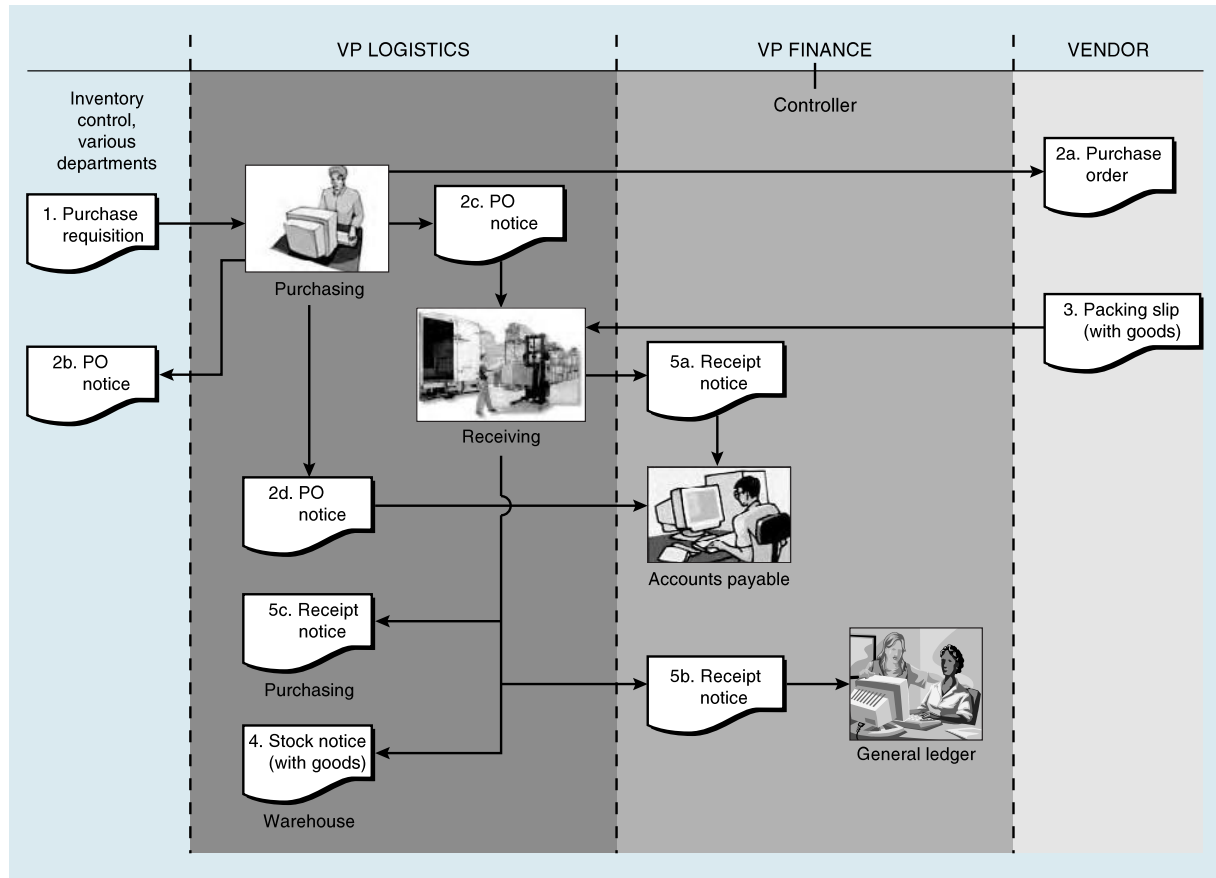 VP LOGISTICS
VP FINANCE
VENDOR
Controller
Inventory
control,
various
departments
1. Purchase
requisition
2b. PO
notice
Purchasing
2c. PO
notice
Receiving
2d. PO
notice
5c. Receipt
notice
Purchasing
4. Stock notice
(with goods)
Warehouse
5a. Receipt
notice
Accounts payable
5b. Receipt
notice
General ledger
2a. Purchase
order
3. Packing slip
(with goods)